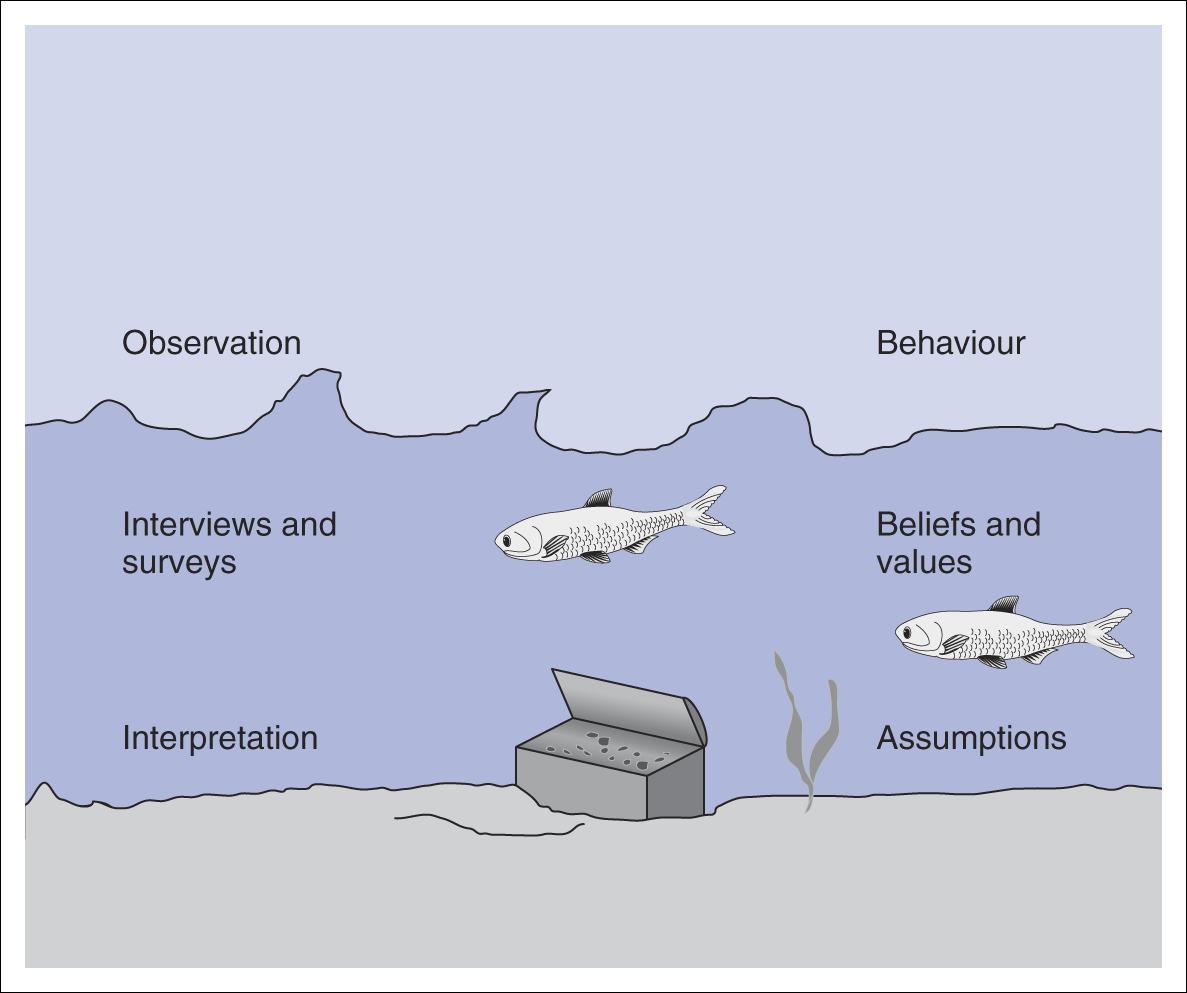 Observation
Behaviour
Interviews and
surveys
Beliefs and
values
Interpretation
Assumptions